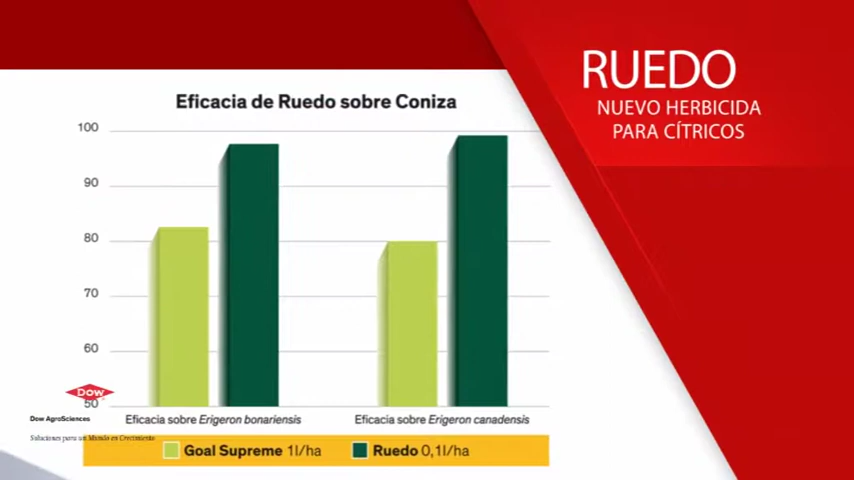 RUEDO
NUEVO HERBICIDA
PARA CÍTRICOS
Eficacia de Ruedo sobre Coniza
100
90
80
70
60
50
Eficacia sobre Erigeron bonariensis
Eficacia sobre Erigeron canadensis
Goal Supreme 1l/ha
Ruedo 0,1l/ha
Dow
Dow AgroSciences
Soluciones para un Mundo en Crecimiento